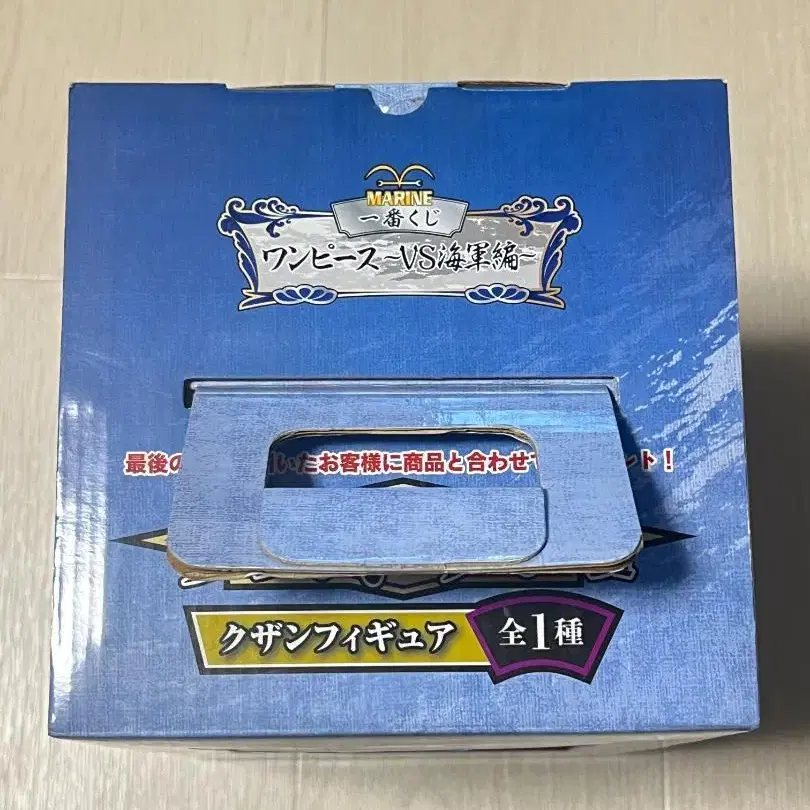 MARINE
一番くじ
ワンピース~VS海軍編~
最後の いたお客様に商品と合わせて ト!
クザンフィギュア
全1種